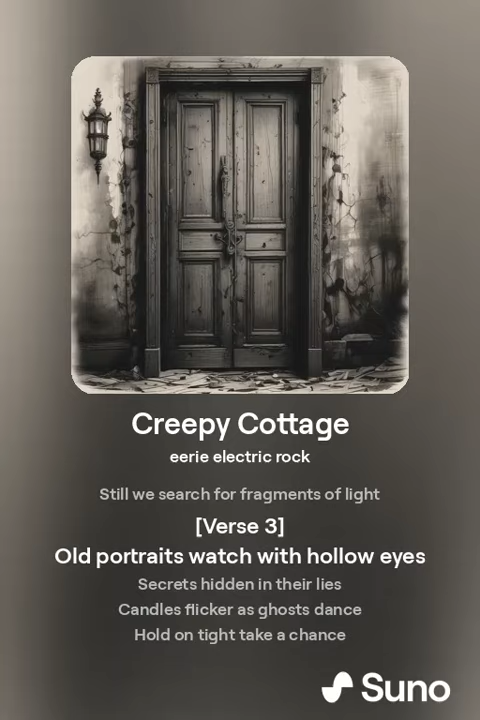 Creepy Cottage
eerie electric rock
Still we search for fragments of light
[Verse 3]
Old portraits watch with hollow eyes
Secrets hidden in their lies
Candles flicker as ghosts dance
Hold on tight take a chance
Suno